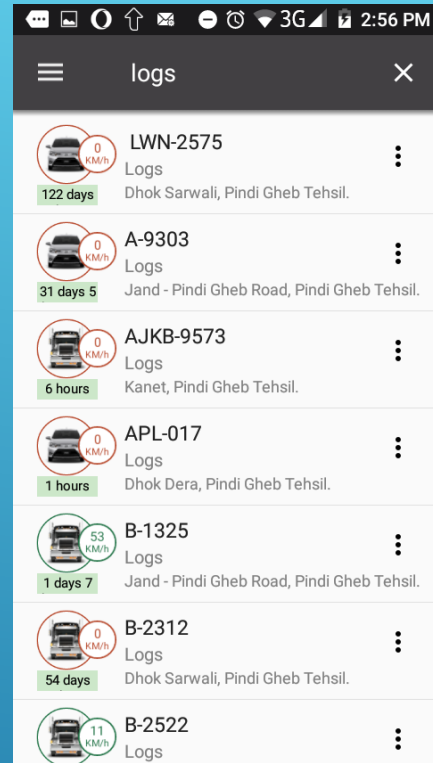 3G 2:56 PM
logs
LWN-2575
0
KM/h
Logs
122 days
Dhok Sarwali, Pindi Gheb Tehsil.
A-9303
0
KM/h
Logs
31 days 5
Jand - Pindi Gheb Road, Pindi Gheb Tehsil.
AJKB-9573
0
KM/h
Logs
6 hours
Kanet, Pindi Gheb Tehsil.
APL-017
0
KM/h
Logs
1 hours
Dhok Dera, Pindi Gheb Tehsil.
B-1325
53
KM/h
Logs
1 days 7
Jand - Pindi Gheb Road, Pindi Gheb Tehsil.
B-2312
0
KM/h
Logs
54 days
Dhok Sarwali, Pindi Gheb Tehsil.
B-2522
11
KM/h
Logs